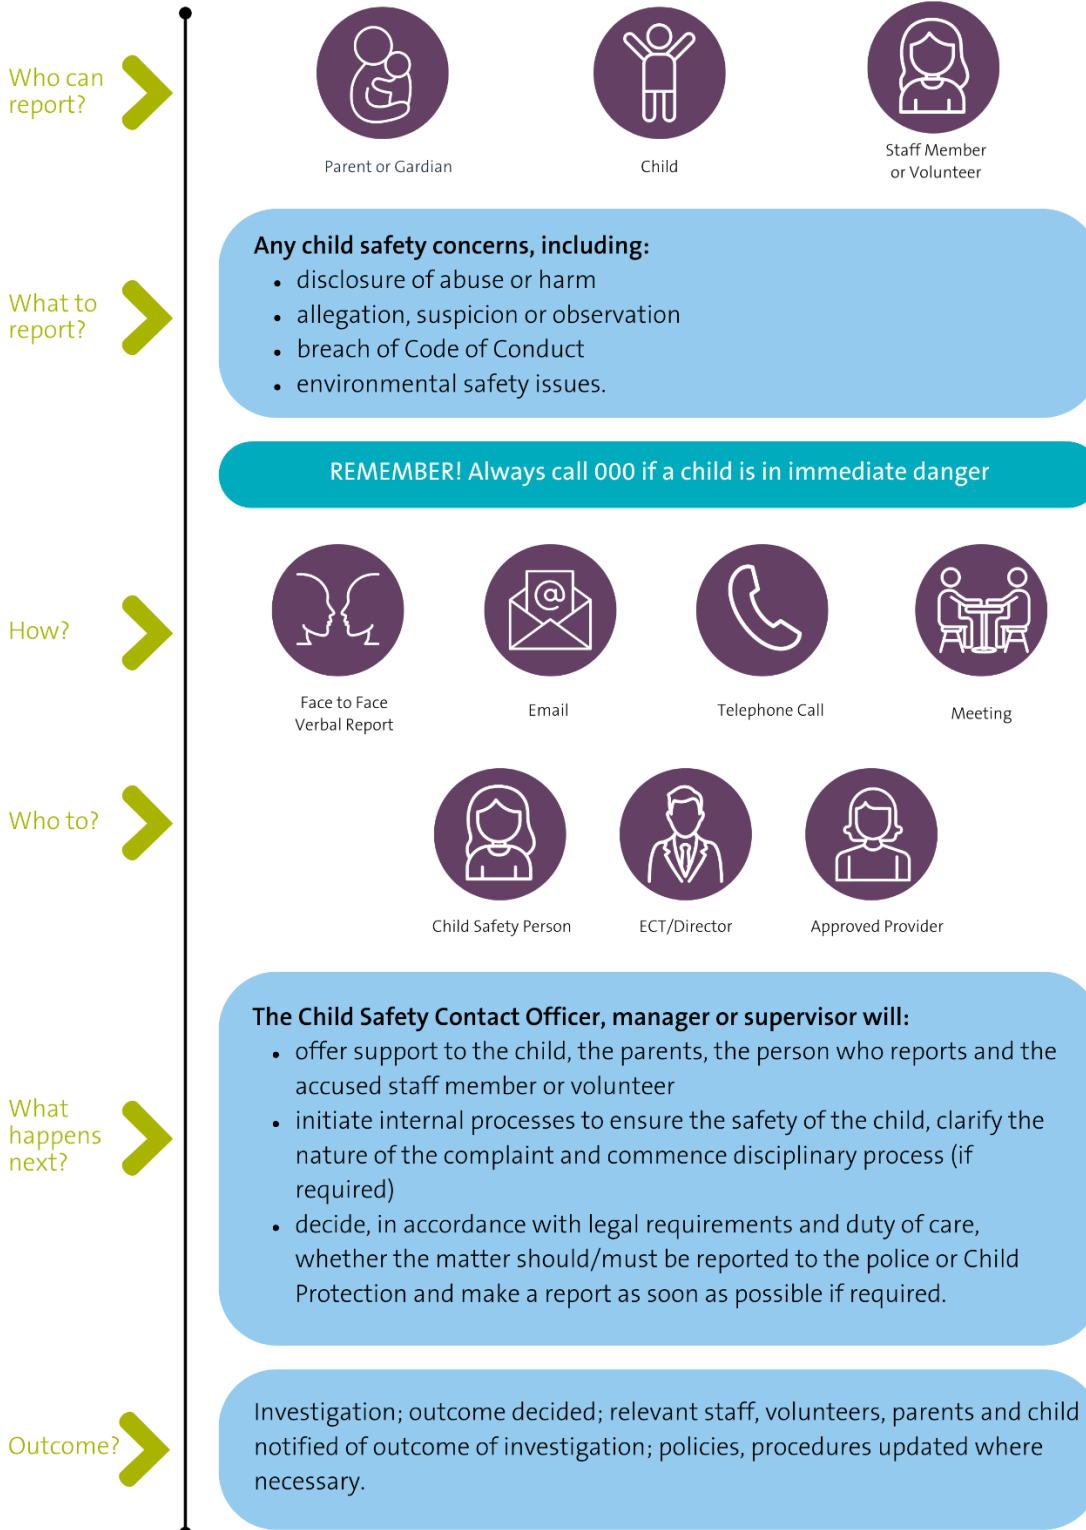 Who can
report?
Parent or Gardian
Child
Staff Member
or Volunteer
What to
report?
Any child safety concerns, including:
• disclosure of abuse or harm
• allegation, suspicion or observation
• breach of Code of Conduct
• environmental safety issues.
REMEMBER! Always call 000 if a child is in immediate danger
How?
@
Face to Face
Verbal Report
Email
Telephone Call
Meeting
Who to?
Child Safety Person
ECT/Director
Approved Provider
What
happens
next?
The Child Safety Contact Officer, manager or supervisor will:
• offer support to the child, the parents, the person who reports and the
accused staff member or volunteer
• initiate internal processes to ensure the safety of the child, clarify the
nature of the complaint and commence disciplinary process (if
required)
• decide, in accordance with legal requirements and duty of care,
whether the matter should/must be reported to the police or Child
Protection and make a report as soon as possible if required.
Outcome?
Investigation; outcome decided; relevant staff, volunteers, parents and child
notified of outcome of investigation; policies, procedures updated where
necessary.